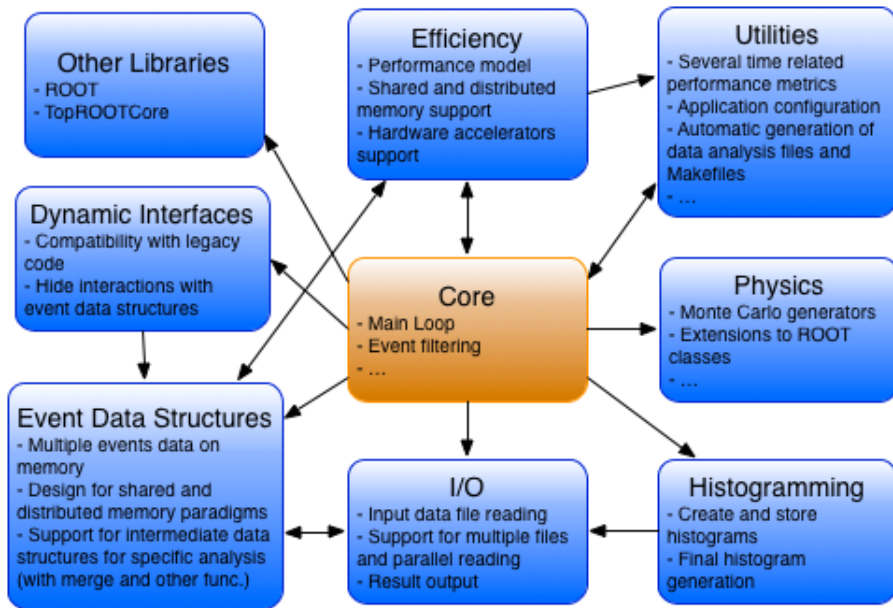 Other Libraries
- ROOT
- TopROOTCore
Efficiency
- Performance model
- Shared and distributed
memory support
- Hardware accelerators
support
Utilities
- Several time related
performance metrics
- Application configuration
- Automatic generation of
data analysis files and
Makefiles
- ...
Dynamic Interfaces
- Compatibility with legacy
code
- Hide interactions with
event data structures
Core
- Main Loop
- Event filtering
- ...
Physics
- Monte Carlo generators
- Extensions to ROOT
classes
- ...
Event Data Structures
- Multiple events data on
memory
- Design for shared and
distributed memory paradigms
- Support for intermediate data
structures for specific analysis
(with merge and other func.)
I/O
- Input data file reading
- Support for multiple files
and parallel reading
- Result output
Histogramming
- Create and store
histograms
- Final histogram
generation